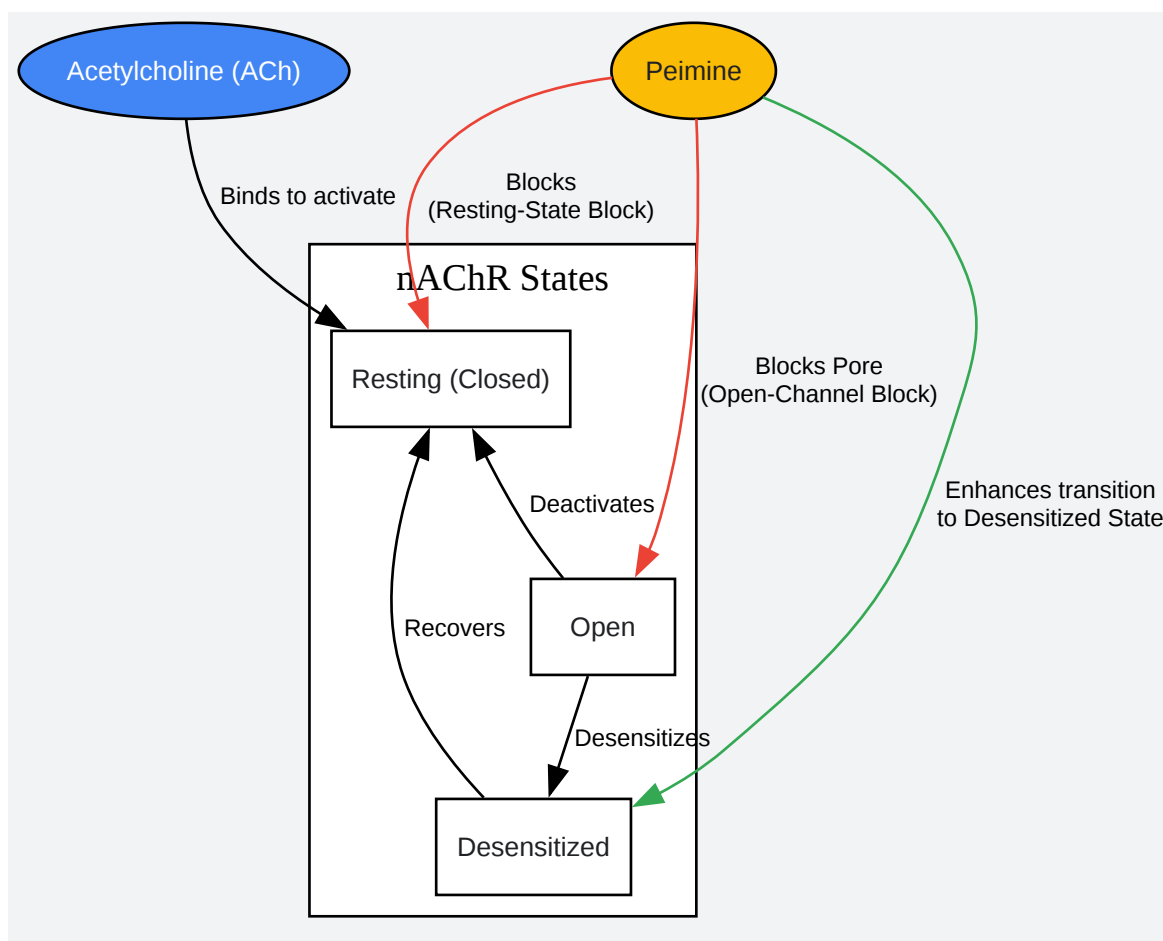 Acetylcholine (ACh)
Peimine
Binds to activate
Blocks
(Resting-State Block)
nAChR States
Resting (Closed)
Blocks Pore
(Open-Channel Block)
Deactivates
Enhances transition
to Desensitized State
Recovers
Open
Desensitizes
Desensitized